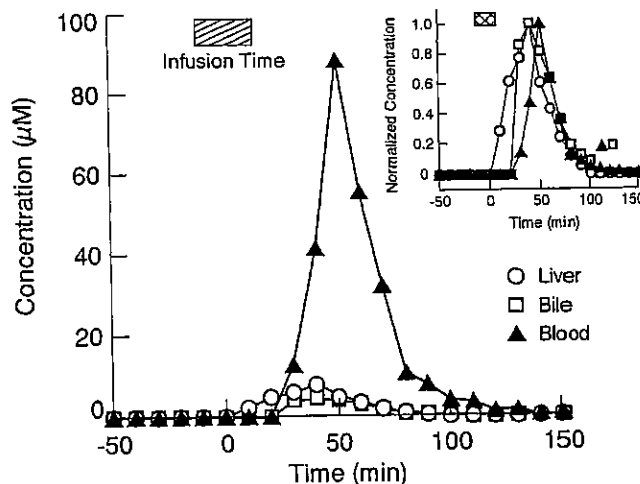 Infusion Time
Concentration (μM)
100
80
60
40
20
0
-50
0
50
100
150
Time (min)
Normalized Concentration
1.0
0.8
0.6
0.4
0.2
0
-50
0
50
100
150
Time (min)
Liver
Bile
Blood